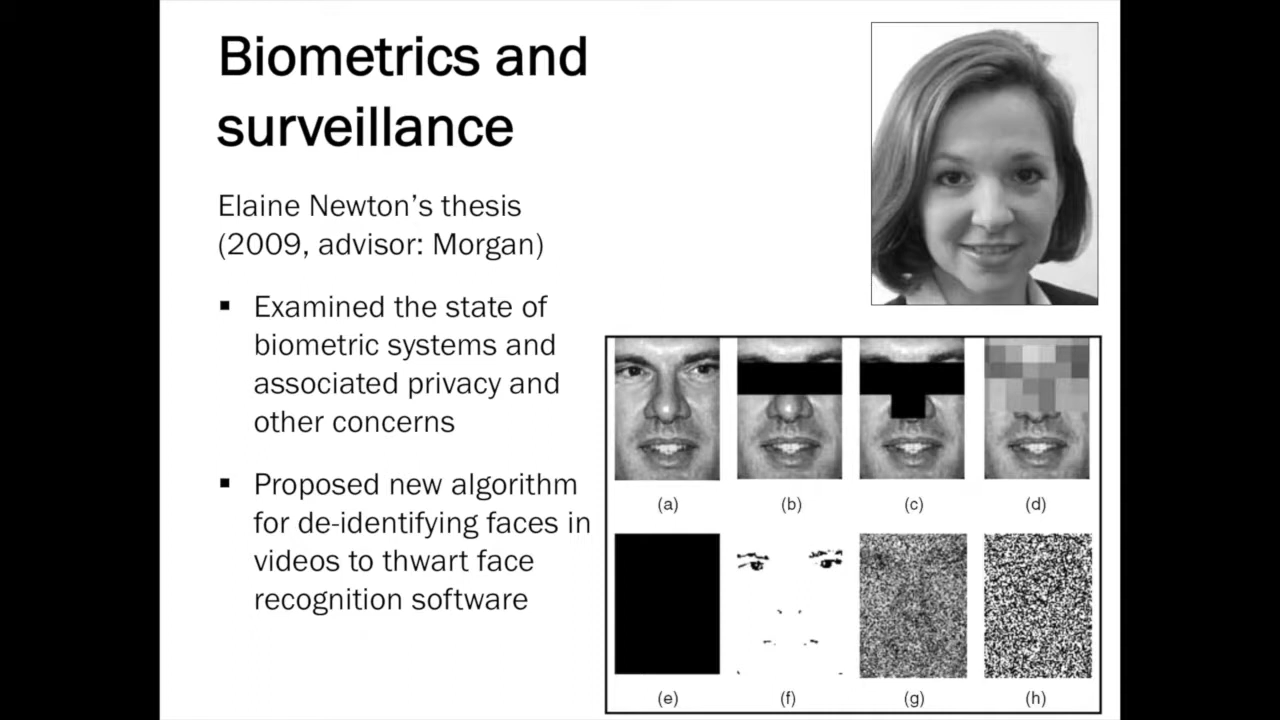 Biometrics and
surveillance
Elaine Newton’s thesis
(2009, advisor: Morgan)
▪ Examined the state of
biometric systems and
associated privacy and
other concerns
▪ Proposed new algorithm
for de-identifying faces in
videos to thwart face
recognition software
(a) (b) (c) (d)
(e) (f) (g) (h)